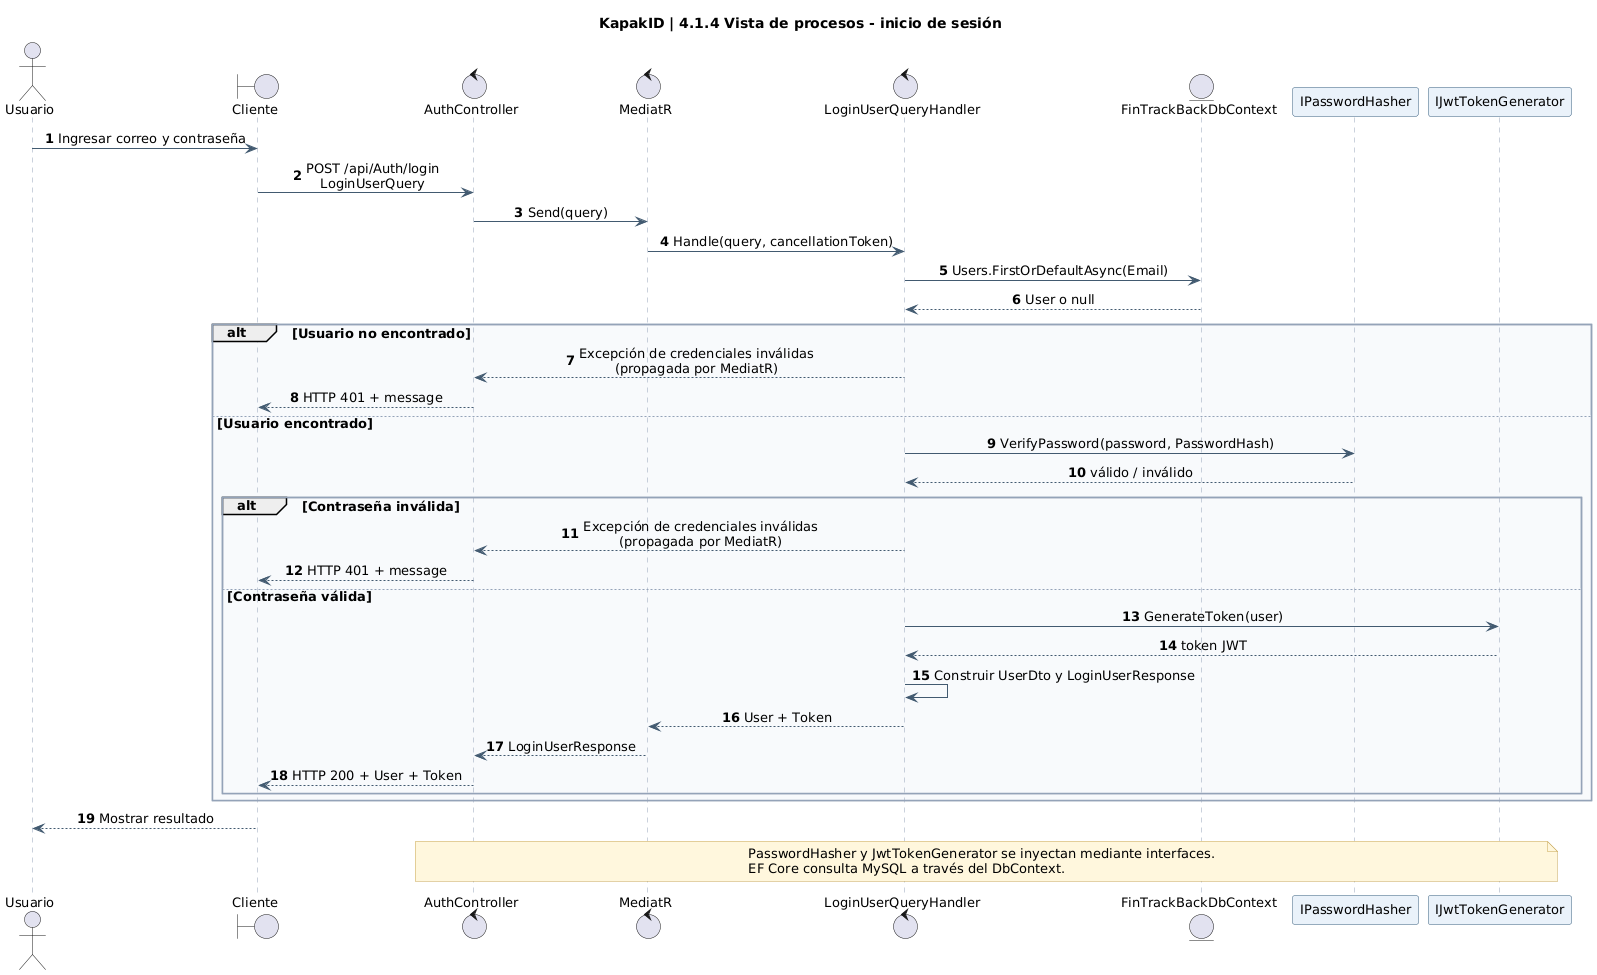 KapakID | 4.1.4 Vista de procesos - inicio de sesión
Usuario
Cliente
AuthController
MediatR
LoginUserQueryHandler
FinTrackBackDbContext
IPasswordHasher
IJwtTokenGenerator
1 Ingresar correo y contraseña
2 POST /api/Auth/login
LoginUserQuery
3 Send(query)
4 Handle(query, cancellationToken)
5 Users.FirstOrDefaultAsync(Email)
6 User o null
alt [Usuario no encontrado]
7 Excepción de credenciales inválidas
(propagada por MediatR)
8 HTTP 401 + message
[Usuario encontrado]
9 VerifyPassword(password, PasswordHash)
10 válido / inválido
alt [Contraseña inválida]
11 Excepción de credenciales inválidas
(propagada por MediatR)
12 HTTP 401 + message
[Contraseña válida]
13 GenerateToken(user)
14 token JWT
15 Construir UserDto y LoginUserResponse
16 User + Token
17 LoginUserResponse
18 HTTP 200 + User + Token
19 Mostrar resultado
PasswordHasher y JwtTokenGenerator se inyectan mediante interfaces.
EF Core consulta MySQL a través del DbContext.
Usuario
Cliente
AuthController
MediatR
LoginUserQueryHandler
FinTrackBackDbContext
IPasswordHasher
IJwtTokenGenerator